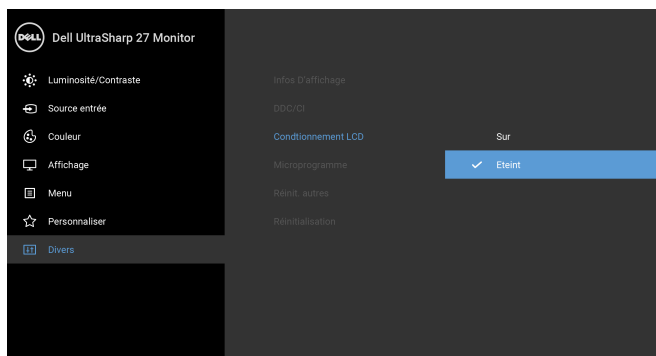 DELL Dell UltraSharp 27 Monitor
Luminosité/Contraste
Source entrée
Couleur
Affichage
Menu
Personnaliser
Divers
Infos D'affichage
DDC/CI
Condtionnement LCD
Microprogramme
Réinit. autres
Réinitialisation
Sur
Eteint